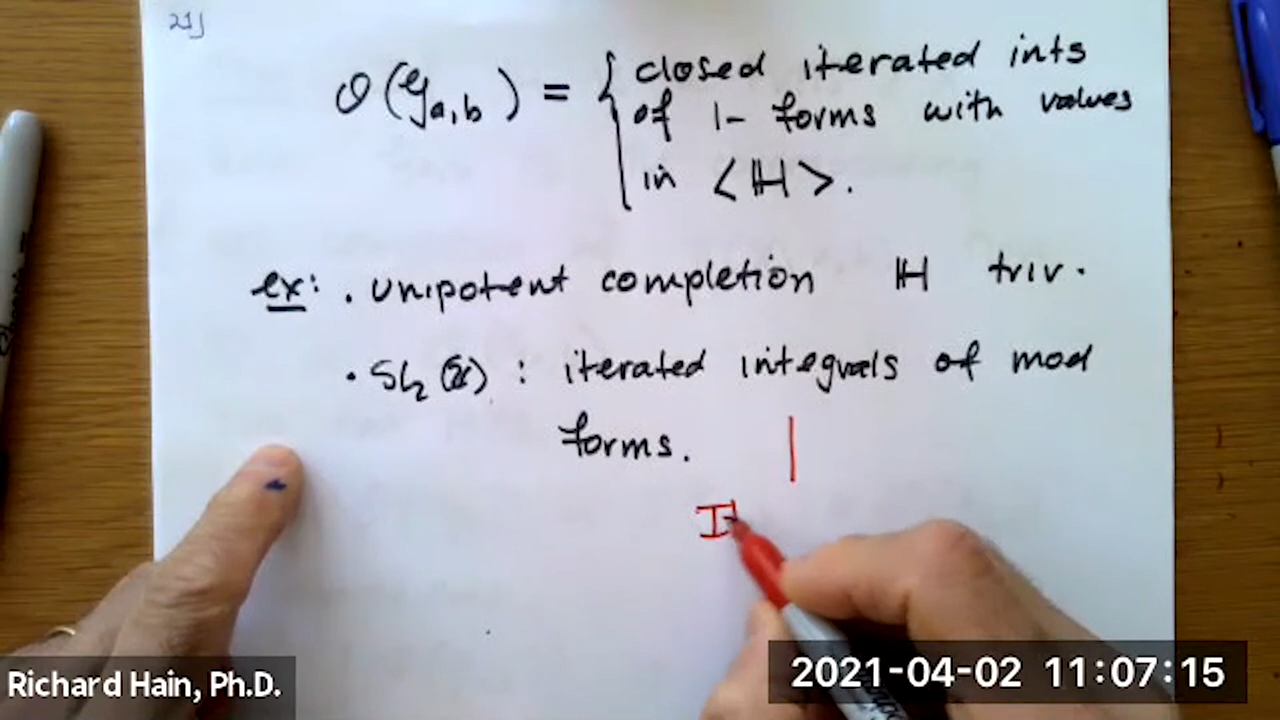 21J
O(G_{a,b}) = { closed iterated ints
of 1-forms with values
in <ℍ>.
ex: . unipotent completion ℍ triv.
• SL₂(ℤ) : iterated integrals of mod
forms.
Richard Hain, Ph.D.
2021-04-02 11:07:15